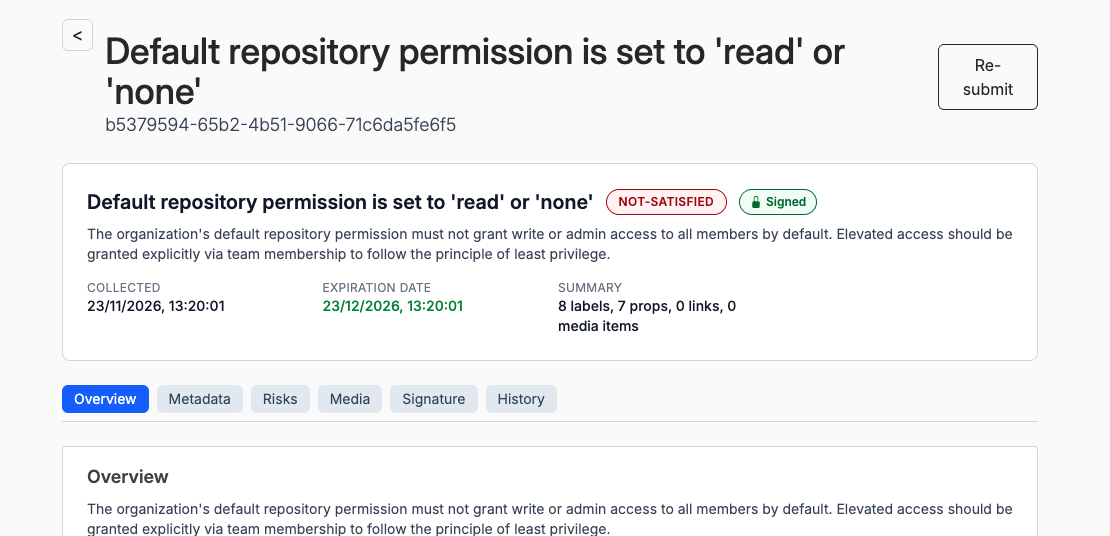 <
Default repository permission is set to 'read' or
'none'
b5379594-65b2-4b51-9066-71c6da5fe6f5
Re-
submit
Default repository permission is set to 'read' or 'none' NOT-SATISFIED Signed
The organization's default repository permission must not grant write or admin access to all members by default. Elevated access should be
granted explicitly via team membership to follow the principle of least privilege.
COLLECTED EXPIRATION DATE SUMMARY
23/11/2026, 13:20:01 23/12/2026, 13:20:01 8 labels, 7 props, 0 links, 0
media items
Overview Metadata Risks Media Signature History
Overview
The organization's default repository permission must not grant write or admin access to all members by default. Elevated access should be
granted explicitly via team membership to follow the principle of least privilege.